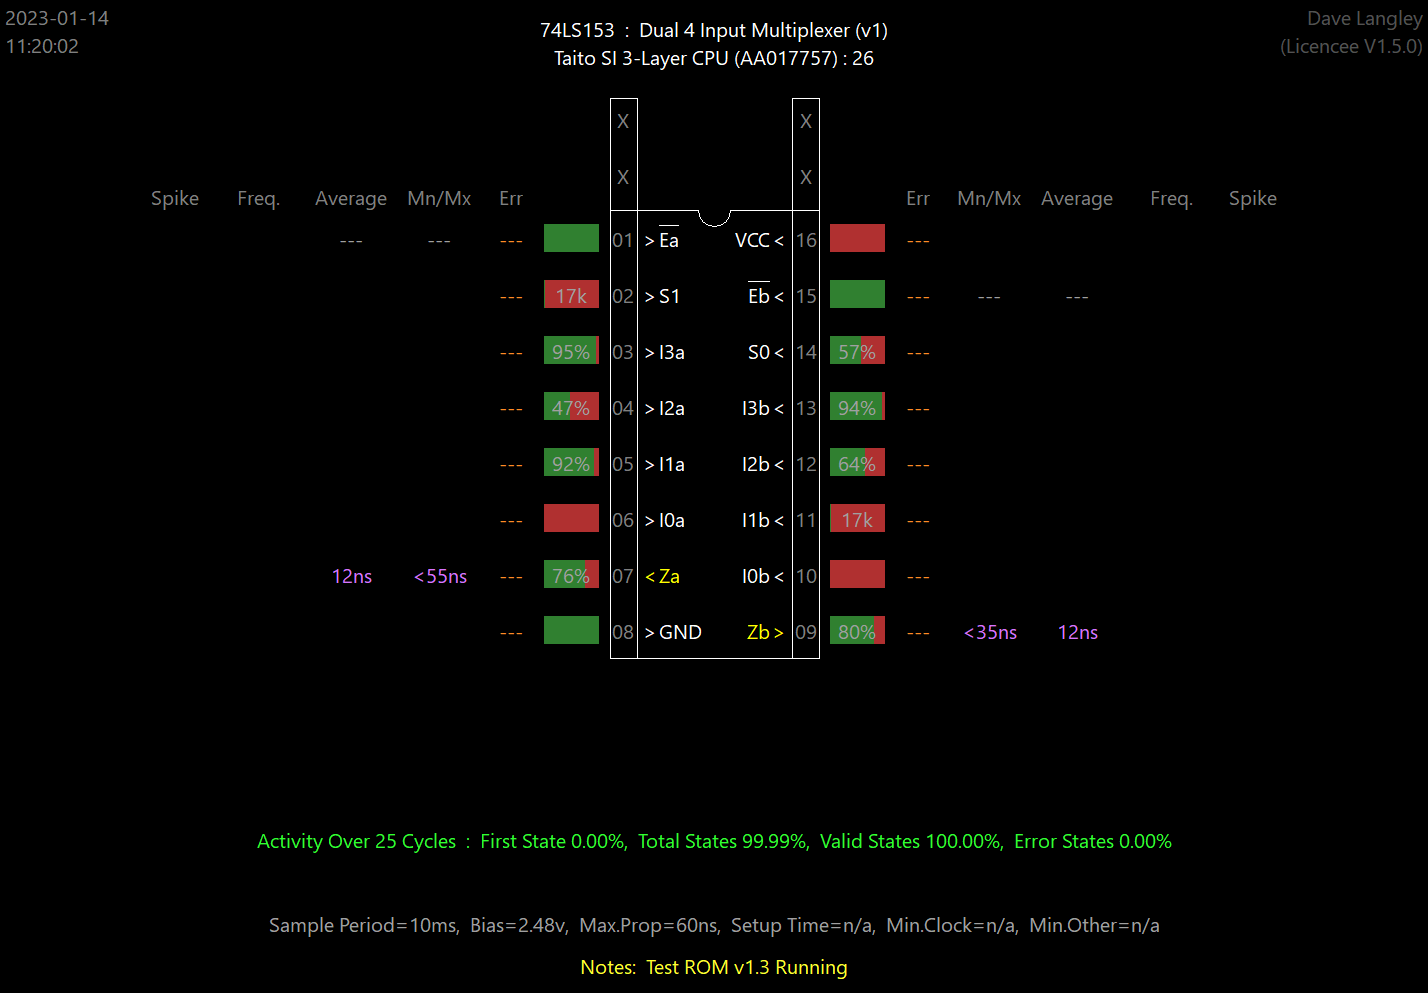 2023-01-14
11:20:02
74LS153 : Dual 4 Input Multiplexer (v1)
Taito SI 3-Layer CPU (AA017757) : 26
Dave Langley
(Licencee V1.5.0)
X X
X X
Spike Freq. Average Mn/Mx Err Err Mn/Mx Average Freq. Spike
--- --- --- 01 > Ea VCC < 16 ---
--- 17k 02 > S1 Eb < 15 --- --- ---
--- 95% 03 > I3a S0 < 14 57% ---
--- 47% 04 > I2a I3b < 13 94% ---
--- 92% 05 > I1a I2b < 12 64% ---
--- 06 > I0a I1b < 11 17k ---
12ns <55ns --- 76% 07 < Za I0b < 10 ---
--- 08 > GND Zb > 09 80% --- <35ns 12ns
Activity Over 25 Cycles : First State 0.00%, Total States 99.99%, Valid States 100.00%, Error States 0.00%
Sample Period=10ms, Bias=2.48v, Max.Prop=60ns, Setup Time=n/a, Min.Clock=n/a, Min.Other=n/a
Notes: Test ROM v1.3 Running